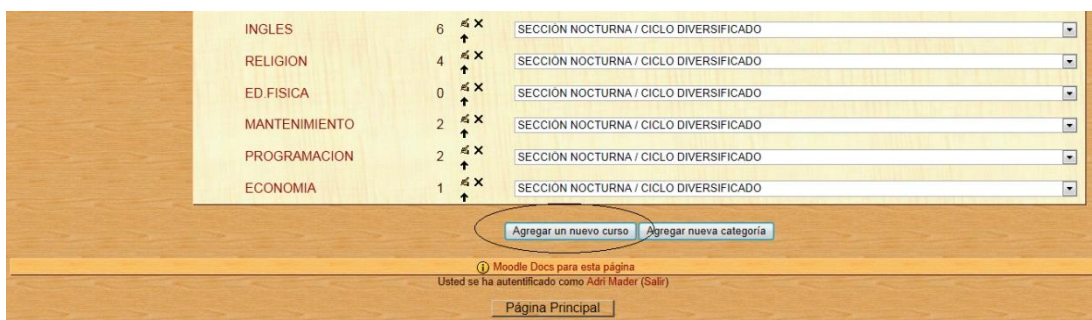 INGLES 6 SECCIÓN NOCTURNA / CICLO DIVERSIFICADO
RELIGION 4 SECCIÓN NOCTURNA / CICLO DIVERSIFICADO
ED.FISICA 0 SECCIÓN NOCTURNA / CICLO DIVERSIFICADO
MANTENIMIENTO 2 SECCIÓN NOCTURNA / CICLO DIVERSIFICADO
PROGRAMACION 2 SECCIÓN NOCTURNA / CICLO DIVERSIFICADO
ECONOMIA 1 SECCIÓN NOCTURNA / CICLO DIVERSIFICADO
Agregar un nuevo curso Agregar nueva categoría
Moodle Docs para esta página
Usted se ha autentificado como Adri Mader (Salir)
Página Principal